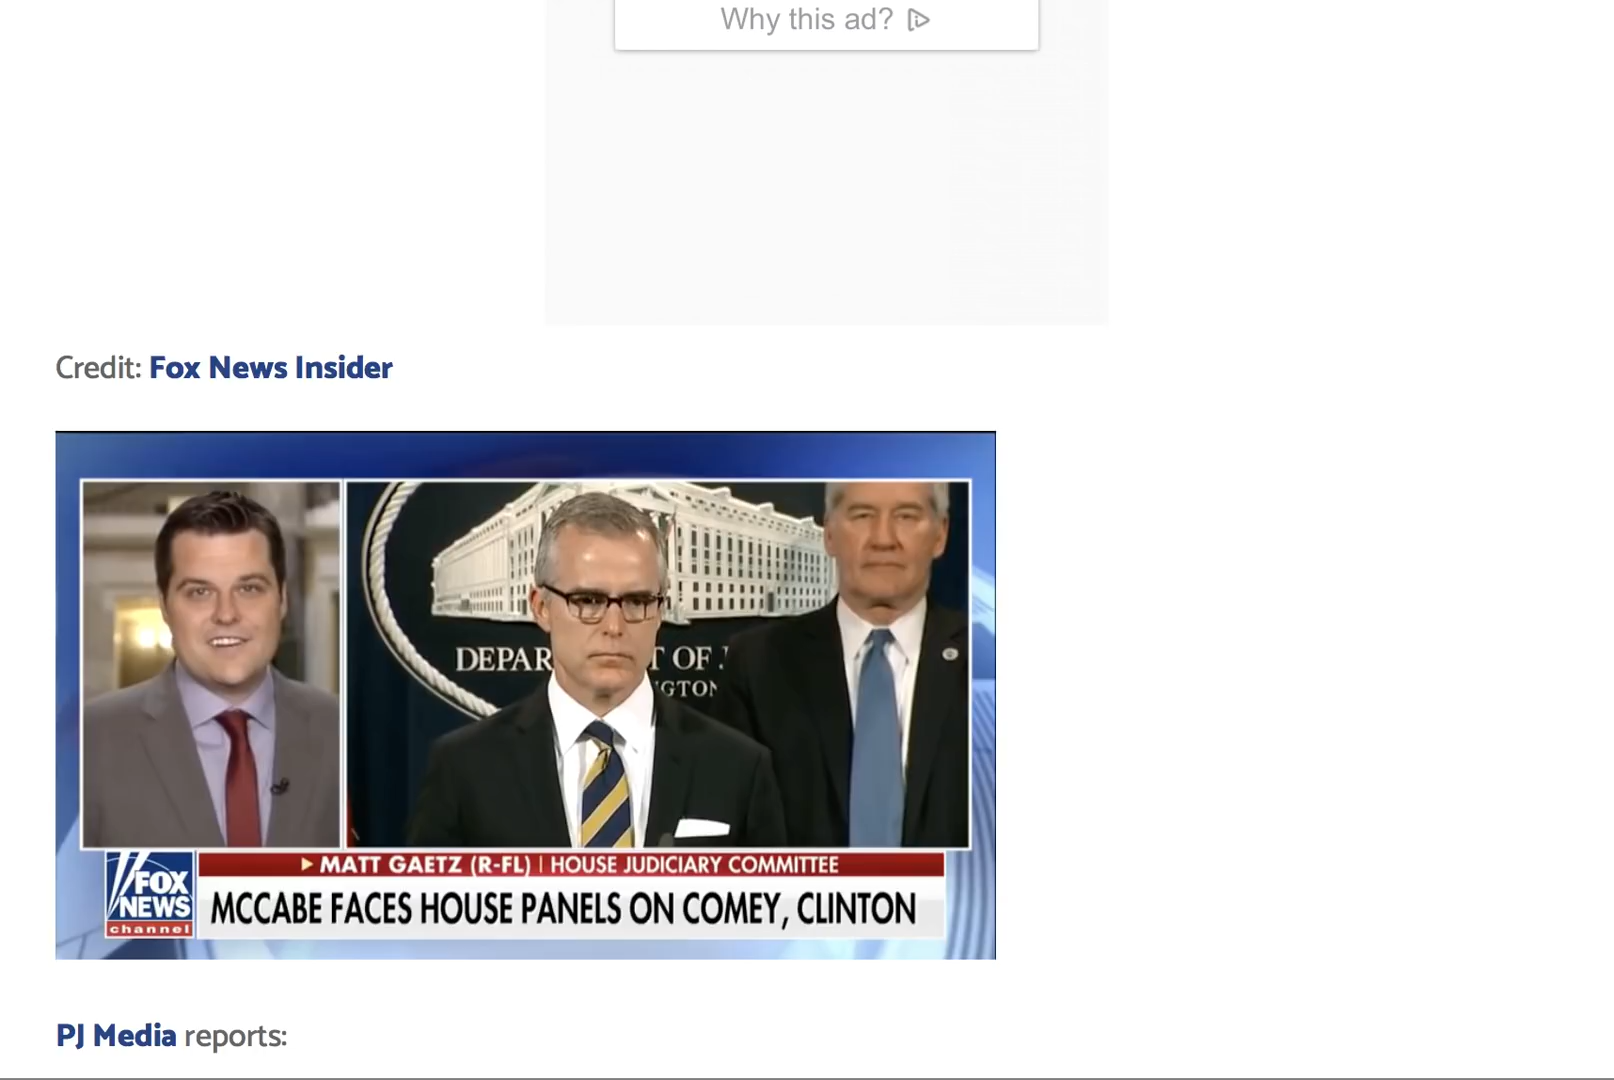 Why this ad?
Credit: Fox News Insider
DEPAR T OF J
GTON
MATT GAETZ (R-FL) | HOUSE JUDICIARY COMMITTEE
FOX NEWS channel
MCCABE FACES HOUSE PANELS ON COMEY, CLINTON
PJ Media reports: